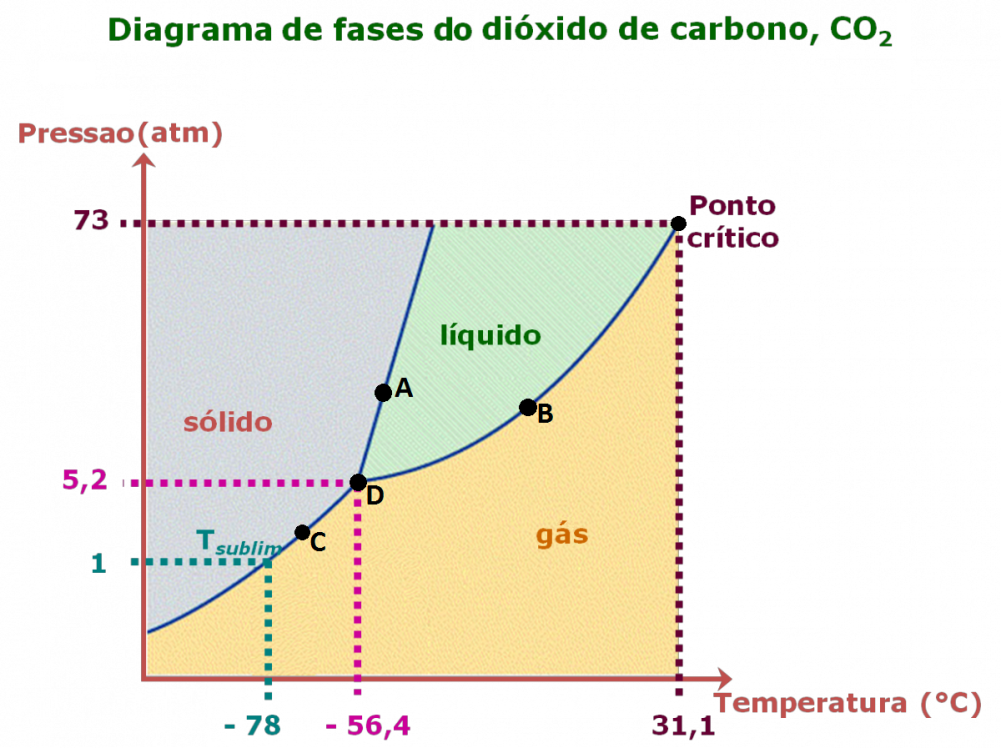 Diagrama de fases do dióxido de carbono, CO₂
Pressao(atm)
73
Ponto
crítico
líquido
A
B
sólido
5,2
D
Tsublim
C
gás
1
Temperatura (°C)
- 78
- 56,4
31,1